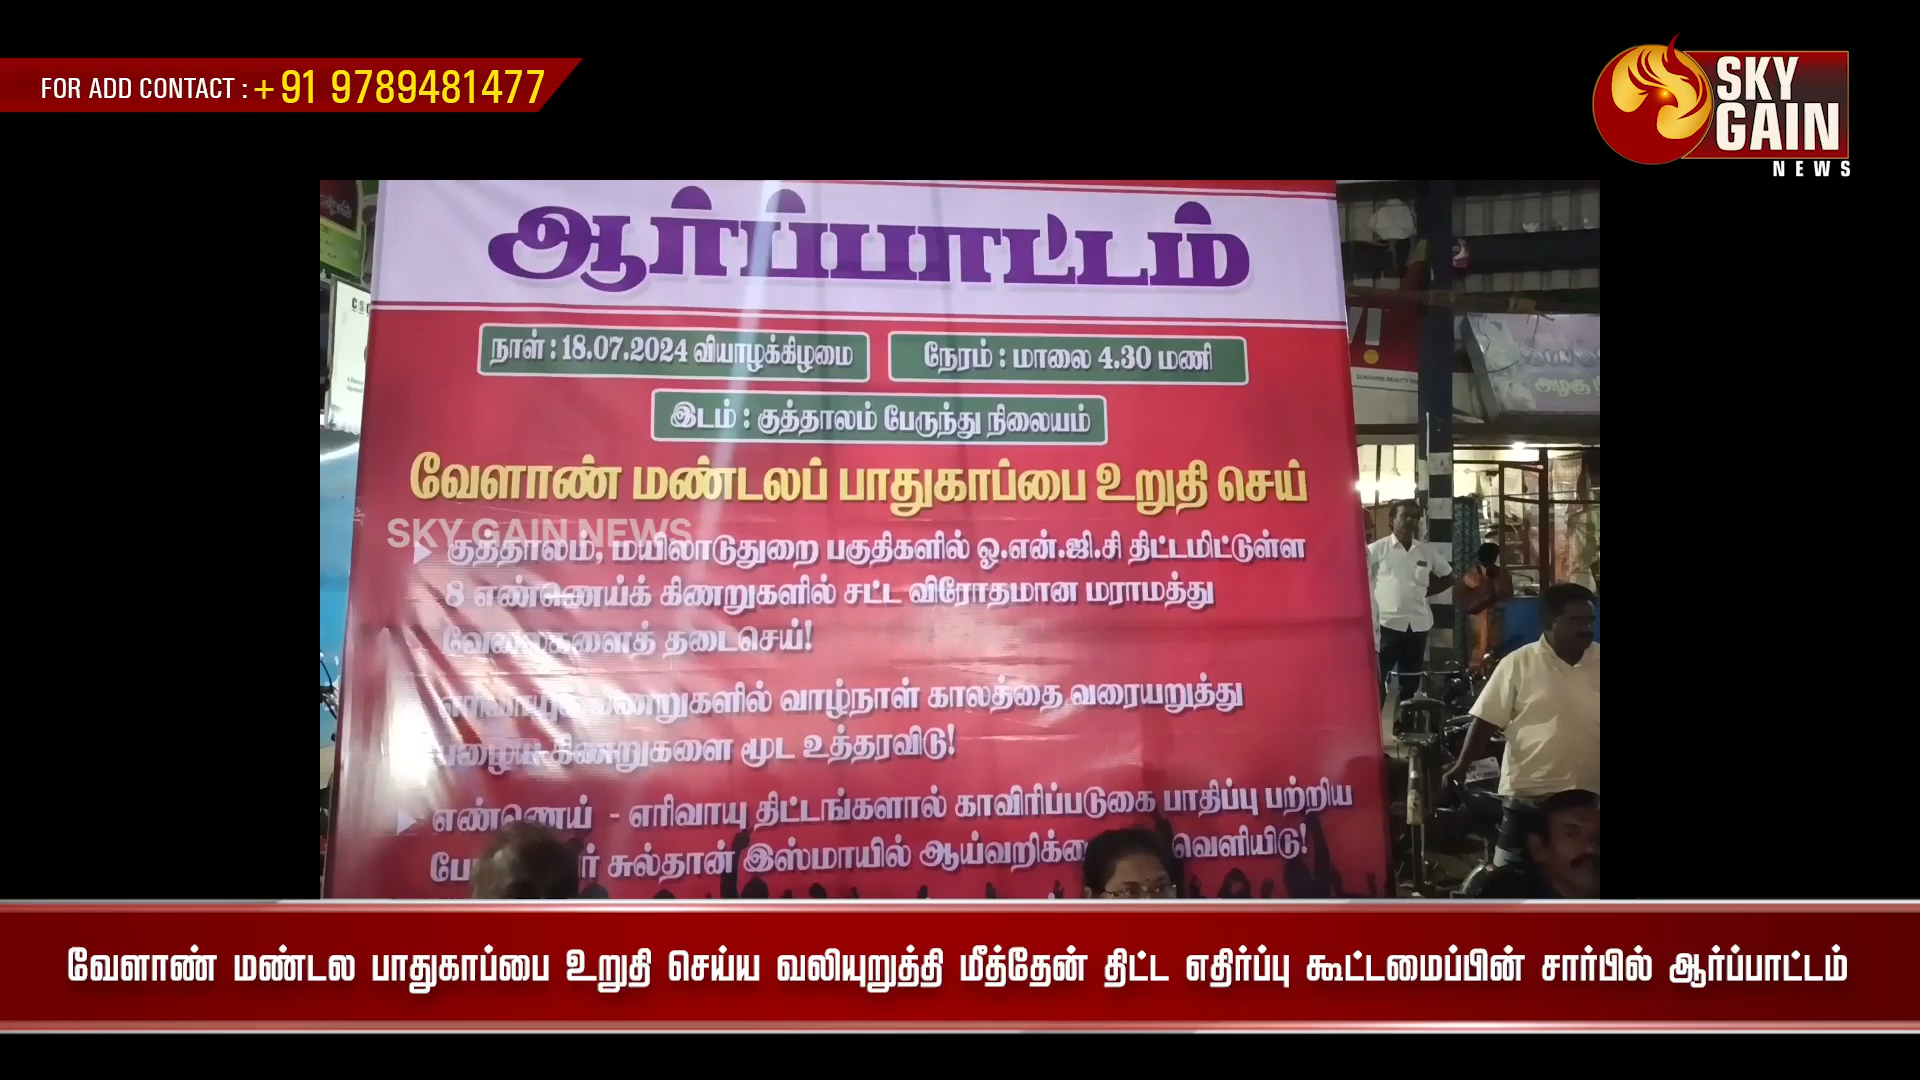 FOR ADD CONTACT : + 91 9789481477
SKY
GAIN
NEWS
ஆர்ப்பாட்டம்
நாள் : 18.07.2024 வியாழக்கிழமை
நேரம் : மாலை 4.30 மணி
இடம் : குத்தாலம் பேருந்து நிலையம்
வேளாண் மண்டலப் பாதுகாப்பை உறுதி செய்
SKY GAIN NEWS
குத்தாலம், மயிலாடுதுறை பகுதிகளில் ஓ.என்.ஜி.சி திட்டமிட்டுள்ள
8 எண்ணெய்க் கிணறுகளில் சட்ட விரோதமான மராமத்து
வேலைகளைத் தடைசெய்!
வாழ்நாள் காலத்தை வரையறுத்து
பழைய கிணறுகளை மூட உத்தரவிடு!
எண்ணெய் - எரிவாயு திட்டங்களால் காவிரிப்படுகை பாதிப்பு பற்றிய
சுல்தான் இஸ்மாயில் வெளியிடு!
வேளாண் மண்டல பாதுகாப்பை உறுதி செய்ய வலியுறுத்தி மீத்தேன் திட்ட எதிர்ப்பு கூட்டமைப்பின் சார்பில் ஆர்ப்பாட்டம்